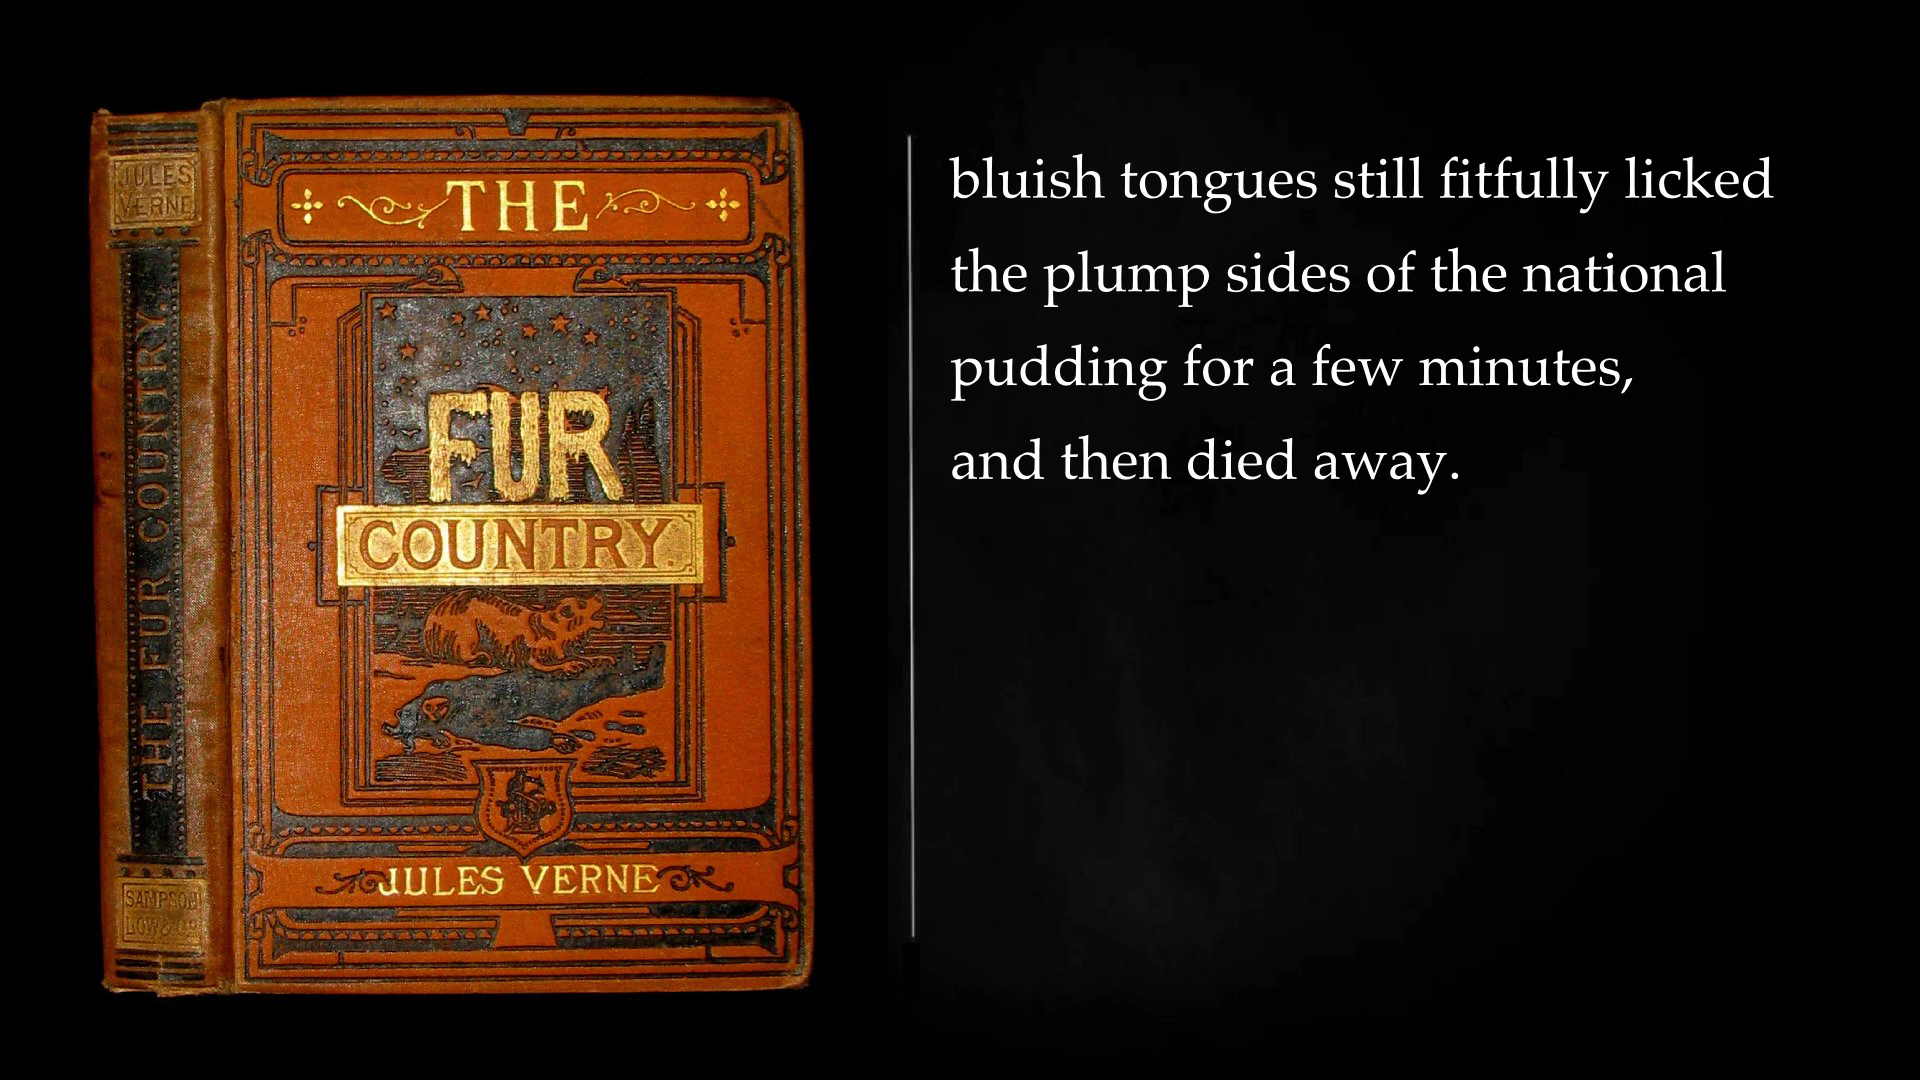 JULES
VERNE
THE FUR COUNTRY.
SAMPSON
LOW & Co
THE
FUR
COUNTRY.
JULES VERNE
bluish tongues still fitfully licked
the plump sides of the national
pudding for a few minutes,
and then died away.